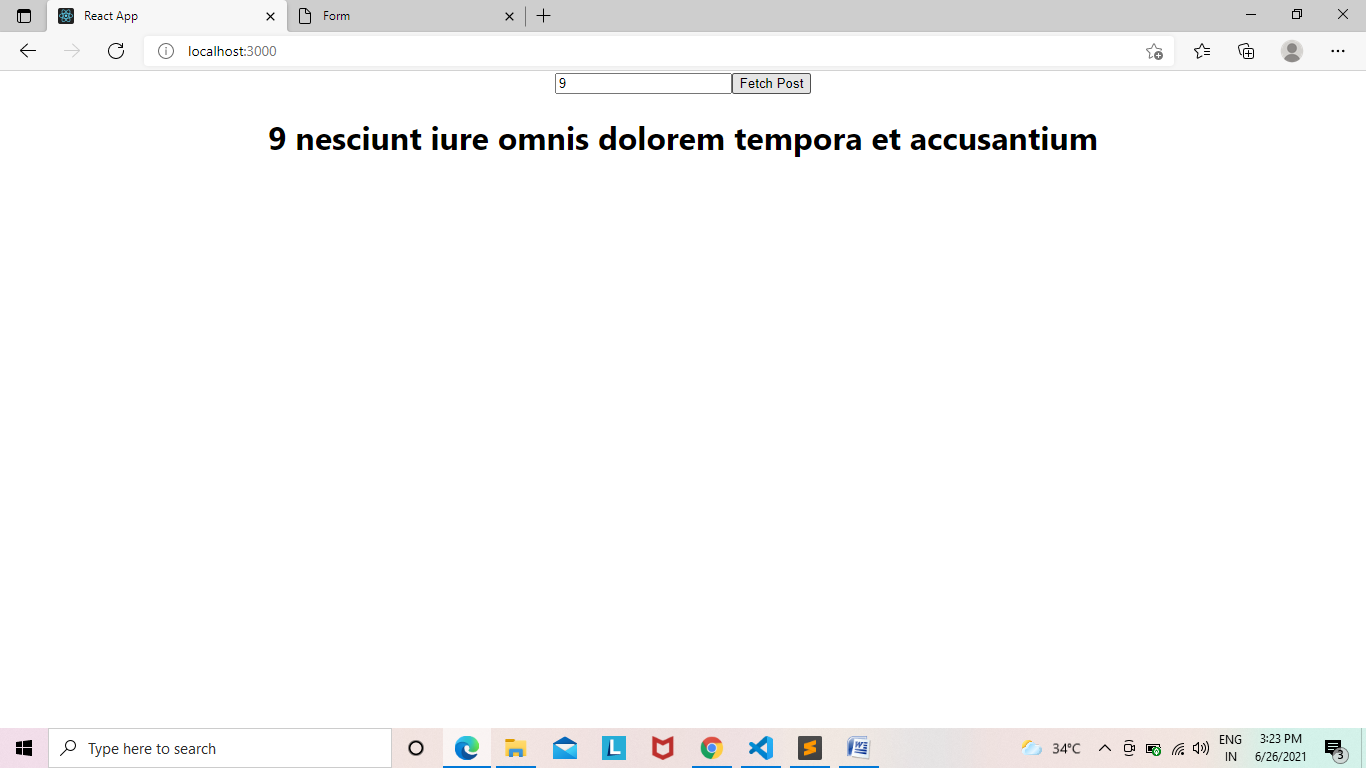 React App
Form
localhost:3000
9
Fetch Post
9 nesciunt iure omnis dolorem tempora et accusantium
Type here to search
L
W
34°C
ENG
IN
3:23 PM
6/26/2021
3